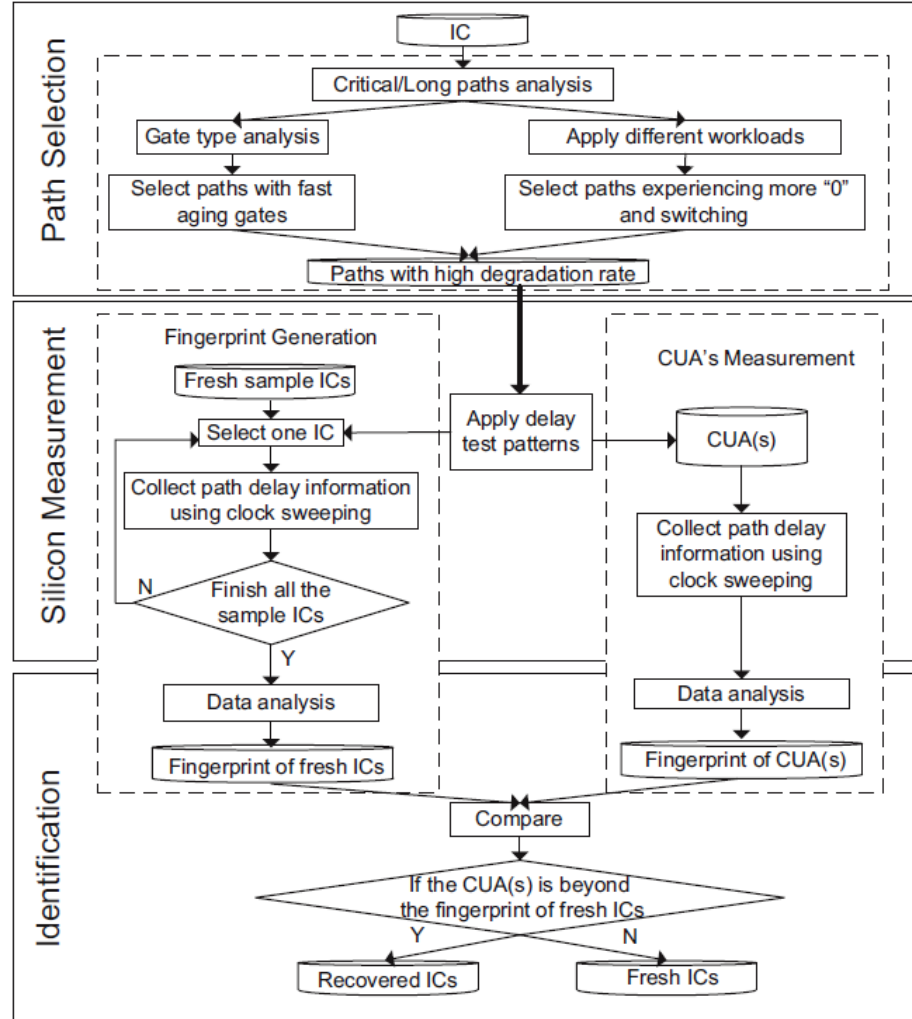 Path Selection
IC
Critical/Long paths analysis
Gate type analysis
Apply different workloads
Select paths with fast
aging gates
Select paths experiencing more “0”
and switching
Paths with high degradation rate
Silicon Measurement
Fingerprint Generation
Fresh sample ICs
Select one IC
Collect path delay information
using clock sweeping
N
Finish all the
sample ICs
Y
Apply delay
test patterns
CUA's Measurement
CUA(s)
Collect path delay
information using
clock sweeping
Identification
Data analysis
Fingerprint of fresh ICs
Data analysis
Fingerprint of CUA(s)
Compare
If the CUA(s) is beyond
the fingerprint of fresh ICs
Y
N
Recovered ICs
Fresh ICs